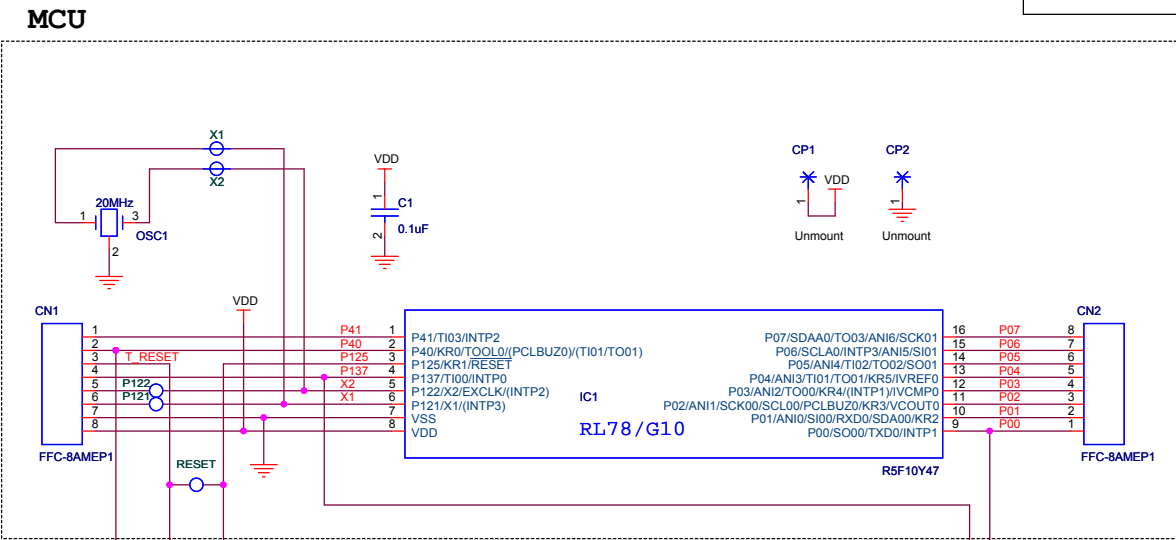 MCU
X1
X2
20MHz
1
3
OSC1
2
VDD
1
C1
0.1uF
2
CP1
VDD
1
Unmount
CP2
1
Unmount
CN1
VDD
CN2
1 P41 1 P41/TI03/INTP2
2 P40 2 P40/KR0/TOOL0/(PCLBUZ0)/(TI01/TO01)
3 T_RESET P125 3 P125/KR1/RESET
4 P137 4 P137/TI00/INTP0
5 P122 X2 5 P122/X2/EXCLK/(INTP2)
6 P121 X1 6 P121/X1/(INTP3)
7 7 VSS
8 8 VDD
IC1
RL78/G10
P07/SDAA0/TO03/ANI6/SCK01 16 P07 8
P06/SCLA0/INTP3/ANI5/SI01 15 P06 7
P05/ANI4/TI02/TO02/SO01 14 P05 6
P04/ANI3/TI01/TO01/KR5/IVREF0 13 P04 5
P03/ANI2/TO00/KR4/(INTP1)/IVCMP0 12 P03 4
P02/ANI1/SCK00/SCL00/PCLBUZ0/KR3/VCOUT0 11 P02 3
P01/ANI0/SI00/RXD0/SDA00/KR2 10 P01 2
P00/SO00/TXD0/INTP1 9 P00 1
FFC-8AMEP1
RESET
R5F10Y47
FFC-8AMEP1